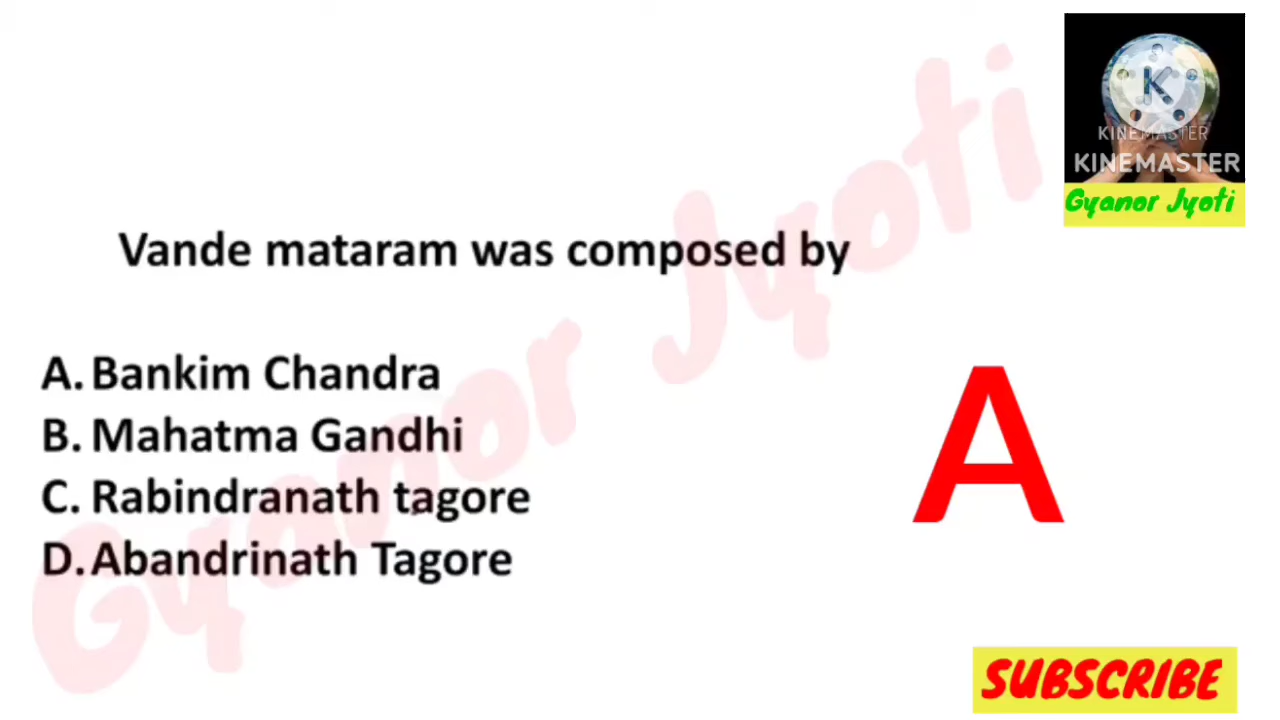 KINEMASTER
KINEMASTER
Gyanor Jyoti
Gyanor Jyoti
Vande mataram was composed by
A. Bankim Chandra
B. Mahatma Gandhi
C. Rabindranath tagore
D. Abandrinath Tagore
A
SUBSCRIBE